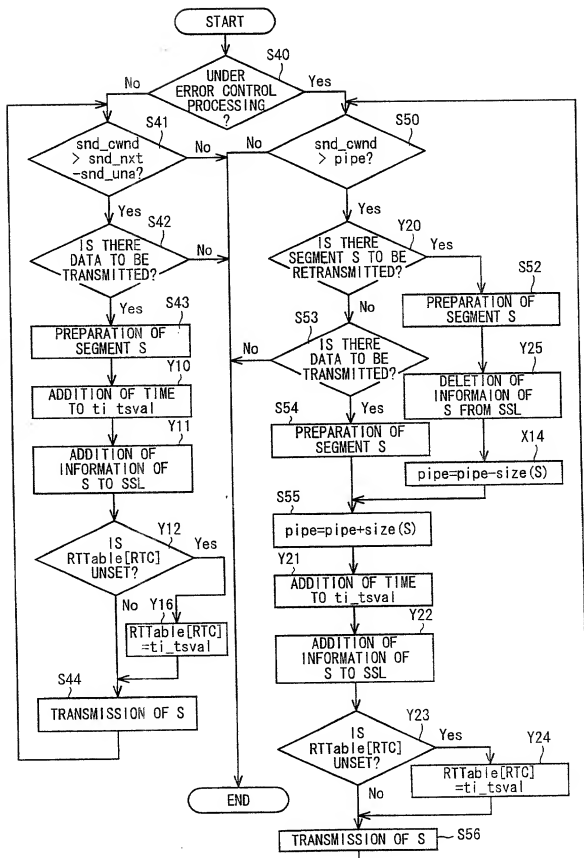 START
S40
No
UNDER
ERROR CONTROL
PROCESSING
?
Yes
S41
snd_cwnd
> snd_nxt
-snd_una?
No
Yes
S42
IS THERE
DATA TO BE
TRANSMITTED?
No
Yes
S43
PREPARATION OF
SEGMENT S
Y10
ADDITION OF TIME
TO ti_tsval
Y11
ADDITION OF
INFORMATION OF
S TO SSL
Y12
IS
RTTable[RTC]
UNSET?
Yes
No
Y16
RTTable[RTC]
=ti_tsval
S44
TRANSMISSION OF S
S50
No
snd_cwnd
> pipe?
Yes
Y20
IS THERE
SEGMENT S TO BE
RETRANSMITTED?
Yes
No
S52
PREPARATION OF
SEGMENT S
Y25
DELETION OF
INFORMAION OF
S FROM SSL
X14
pipe=pipe-size(S)
S53
No
IS THERE
DATA TO BE
TRANSMITTED?
Yes
S54
PREPARATION OF
SEGMENT S
S55
pipe=pipe+size(S)
Y21
ADDITION OF TIME
TO ti_tsval
Y22
ADDITION OF
INFORMATION OF
S TO SSL
Y23
IS
RTTable[RTC]
UNSET?
Yes
No
Y24
RTTable[RTC]
=ti_tsval
END
TRANSMISSION OF S
S56